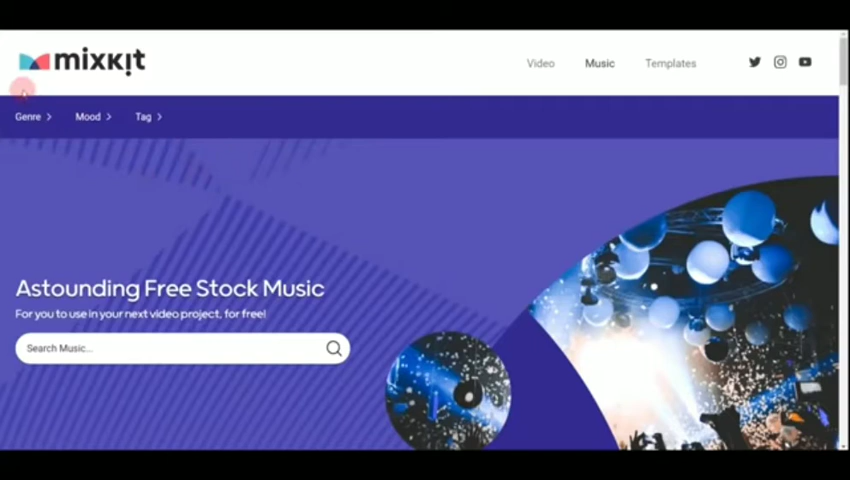 mixkit
Video Music Templates
Genre Mood Tag
Astounding Free Stock Music
For you to use in your next video project, for free!
Search Music...